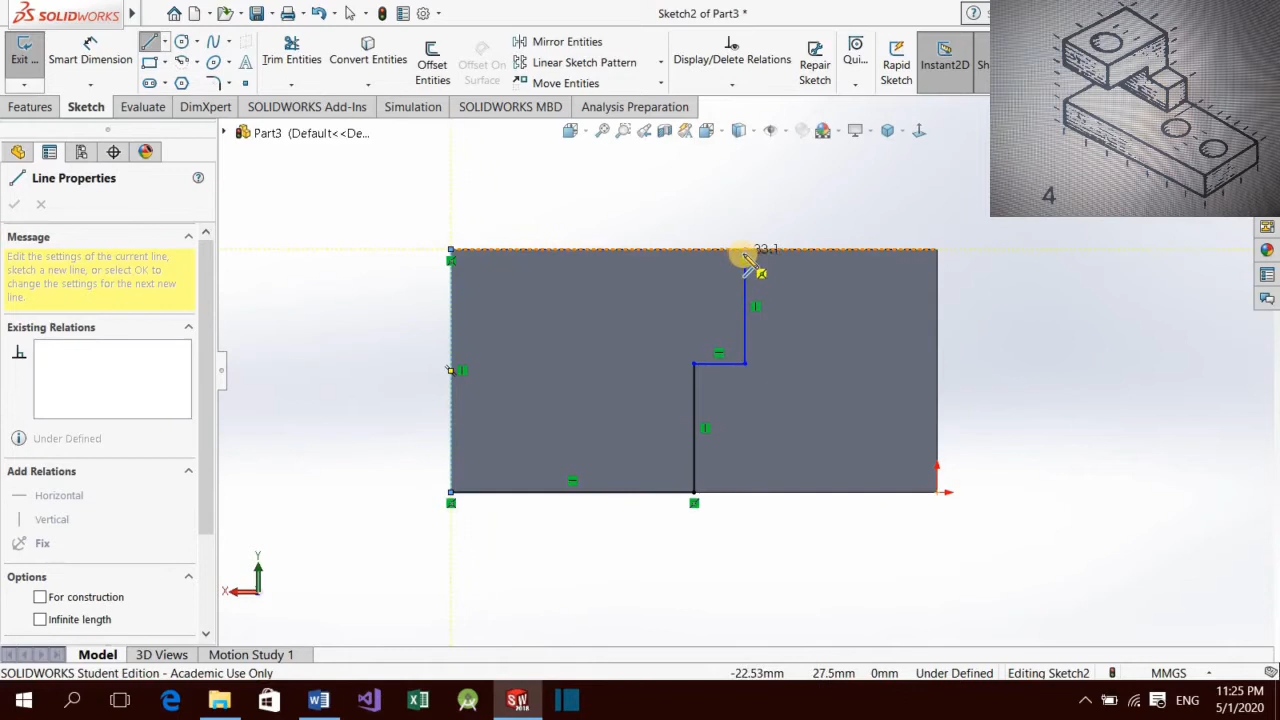 SOLIDWORKS
Sketch2 of Part3 *
Exit ...
Smart Dimension
Trim Entities
Convert Entities
Offset Entities
Offset On Surface
Mirror Entities
Linear Sketch Pattern
Move Entities
Display/Delete Relations
Repair Sketch
Qui...
Rapid Sketch
Instant2D
Features
Sketch
Evaluate
DimXpert
SOLIDWORKS Add-Ins
Simulation
SOLIDWORKS MBD
Analysis Preparation
Part3 (Default<<De...
Line Properties
Message
Edit the settings of the current line,
sketch a new line, or select OK to
change the settings for the next new
line.
Existing Relations
Under Defined
Add Relations
Horizontal
Vertical
Fix
Options
For construction
Infinite length
4
Y
X
Model
3D Views
Motion Study 1
SOLIDWORKS Student Edition - Academic Use Only
-22.53mm
27.5mm
0mm
Under Defined
Editing Sketch2
MMGS
ENG
11:25 PM
5/1/2020